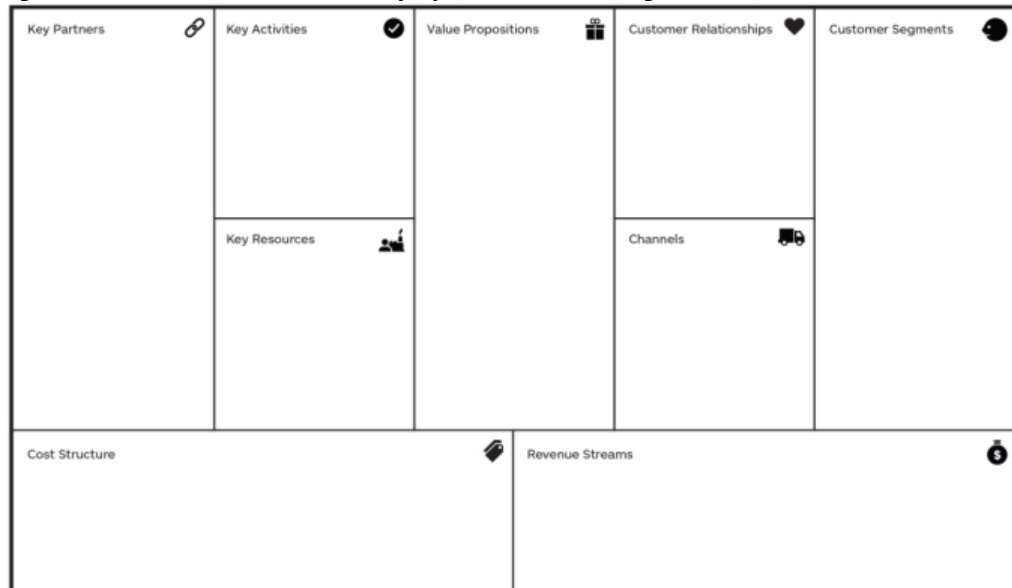 Key Partners
Key Activities
Value Propositions
Customer Relationships
Customer Segments
Key Resources
Channels
Cost Structure
Revenue Streams
$